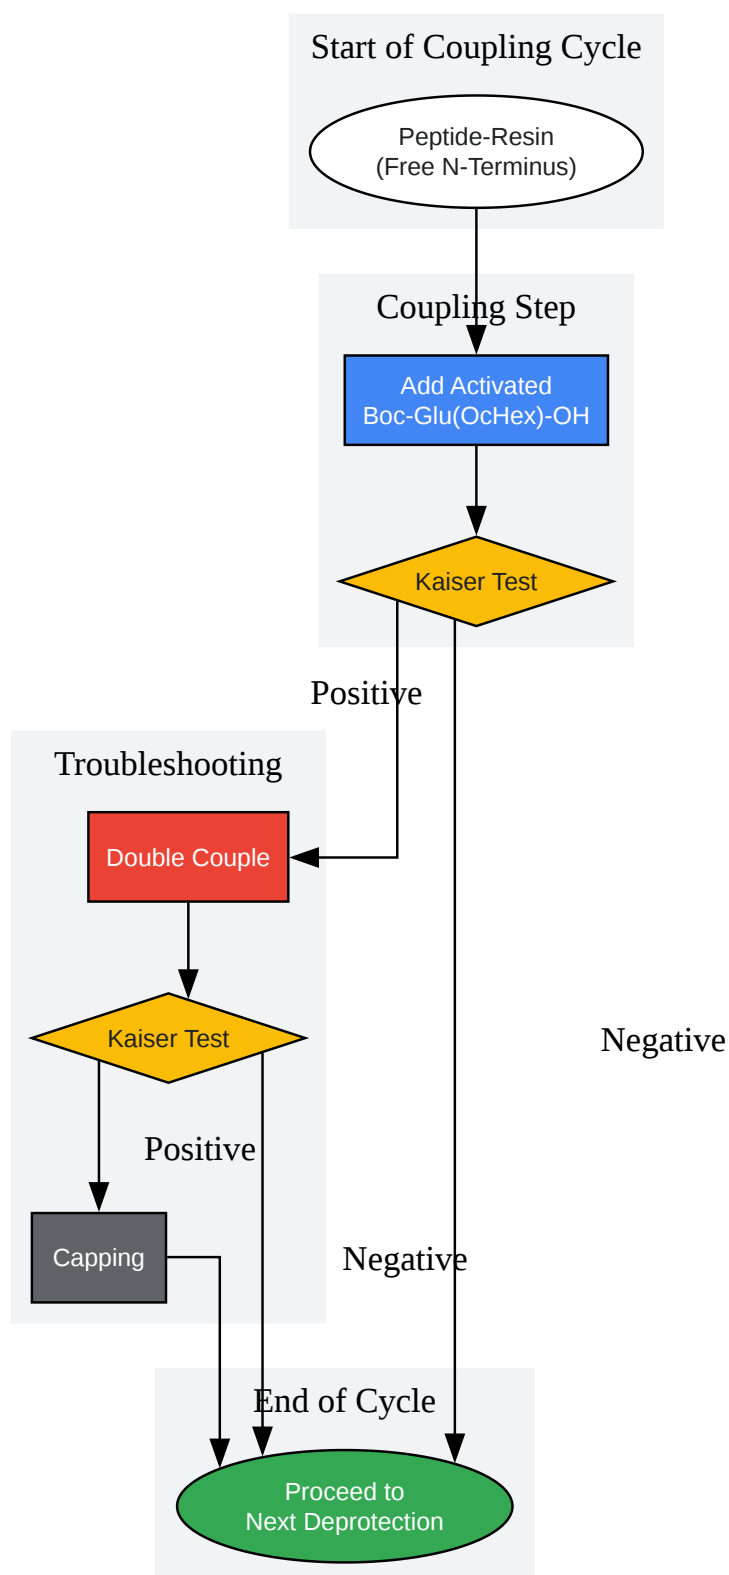 Start of Coupling Cycle
Peptide-Resin
(Free N-Terminus)
Coupling Step
Add Activated
Boc-Glu(OcHex)-OH
Kaiser Test
Positive
Troubleshooting
Double Couple
Kaiser Test
Negative
Positive
Capping
Negative
End of Cycle
Proceed to
Next Deprotection